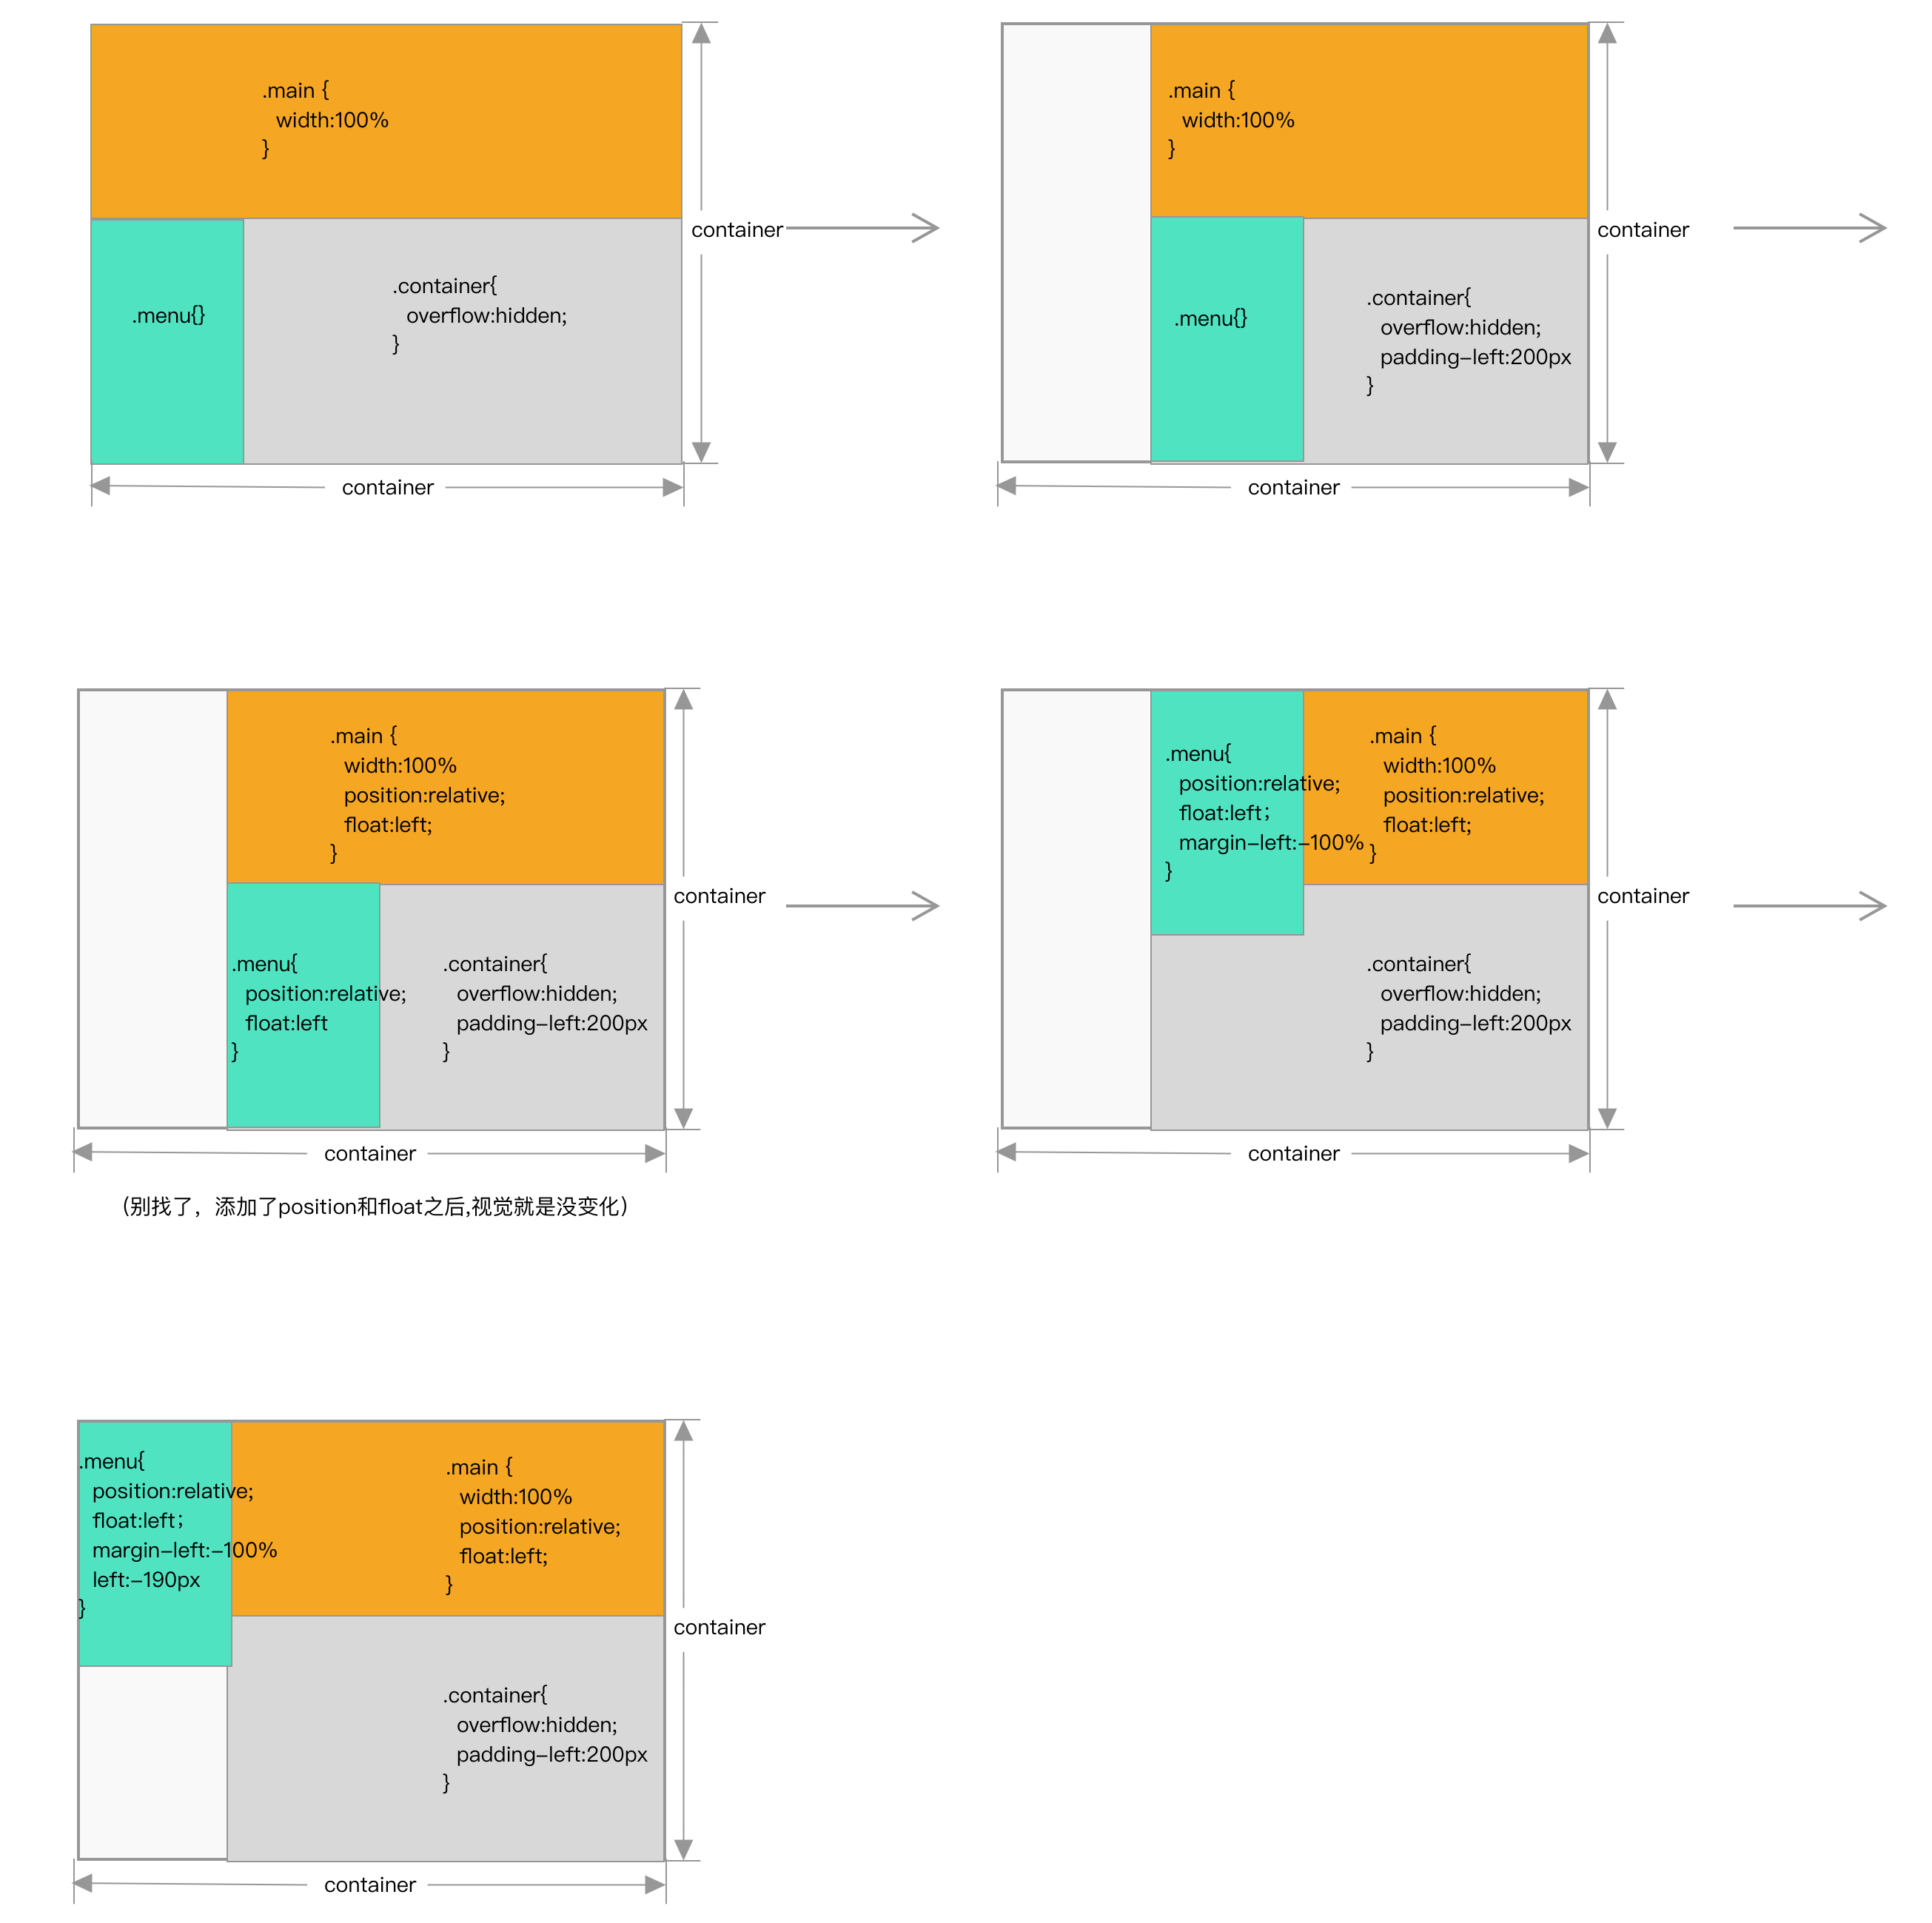 .main {
width:100%
}
container
.menu{}
.container{
overflow:hidden;
}
container
.main {
width:100%
}
container
.menu{}
.container{
overflow:hidden;
padding-left:200px
}
container
.main {
width:100%
position:relative;
float:left;
}
container
.menu{
position:relative;
float:left
}
.container{
overflow:hidden;
padding-left:200px
}
container
(别找了，添加了position和float之后,视觉就是没变化)
.menu{
position:relative;
float:left；
margin-left:-100%
}
.main {
width:100%
position:relative;
float:left;
}
container
.container{
overflow:hidden;
padding-left:200px
}
container
.menu{
position:relative;
float:left；
margin-left:-100%
left:-190px
}
.main {
width:100%
position:relative;
float:left;
}
container
.container{
overflow:hidden;
padding-left:200px
}
container